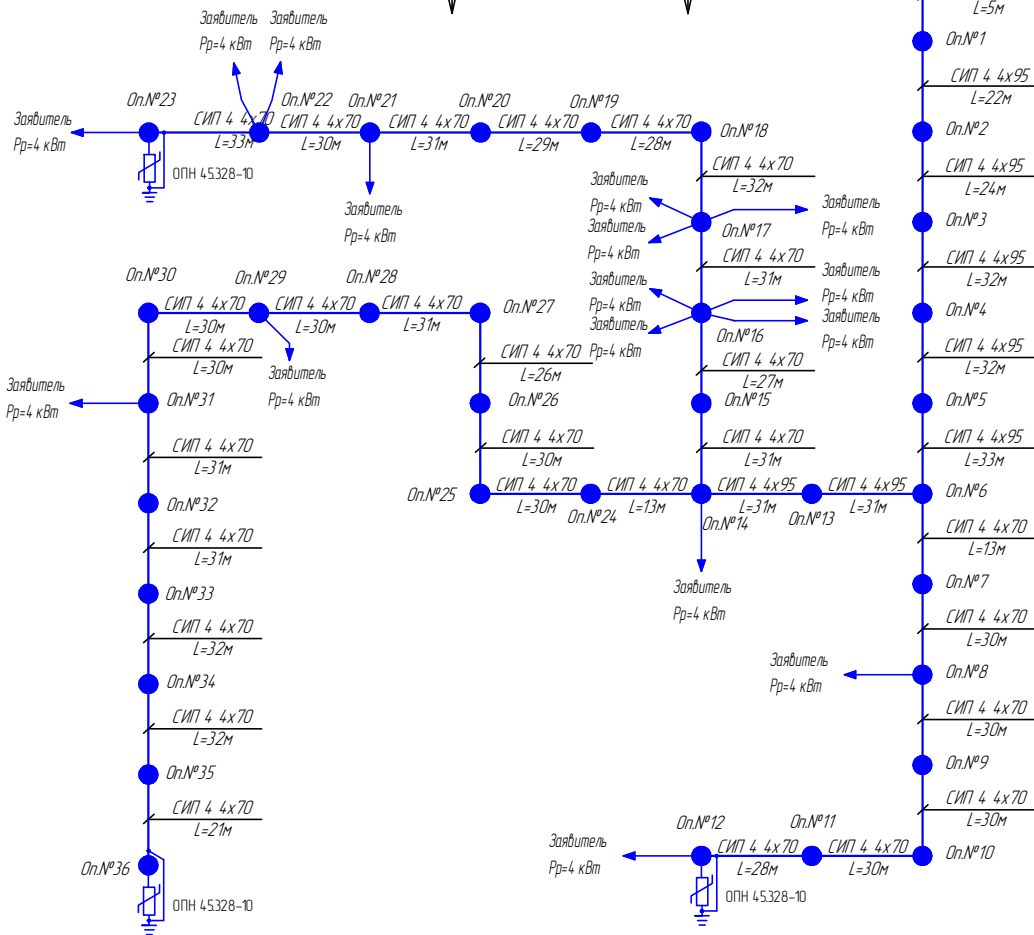 L=5м
Оп.№1
СИП 4 4х95
L=22м
Оп.№2
СИП 4 4х95
L=24м
Оп.№3
СИП 4 4х95
L=32м
Оп.№4
СИП 4 4х95
L=32м
Оп.№5
СИП 4 4х95
L=33м
Оп.№6
СИП 4 4х70
L=13м
Оп.№7
СИП 4 4х70
L=30м
Оп.№8
Заявитель
Рр=4 кВт
СИП 4 4х70
L=30м
Оп.№9
СИП 4 4х70
L=30м
Оп.№10
СИП 4 4х70
L=30м
Оп.№11
СИП 4 4х70
L=28м
Оп.№12
Заявитель
Рр=4 кВт
ОПН 45.328-10
СИП 4 4х95
L=31м
Оп.№13
СИП 4 4х95
L=31м
Оп.№14
Заявитель
Рр=4 кВт
СИП 4 4х70
L=31м
Оп.№15
СИП 4 4х70
L=27м
Оп.№16
Заявитель
Рр=4 кВт
Заявитель
Рр=4 кВт
Заявитель
Рр=4 кВт
Заявитель
Рр=4 кВт
СИП 4 4х70
L=31м
Оп.№17
Заявитель
Рр=4 кВт
Заявитель
Заявитель
Рр=4 кВт
СИП 4 4х70
L=32м
Оп.№18
СИП 4 4х70
L=28м
Оп.№19
СИП 4 4х70
L=29м
Оп.№20
СИП 4 4х70
L=31м
Оп.№21
Заявитель
Рр=4 кВт
СИП 4 4х70
L=30м
Оп.№22
Заявитель
Рр=4 кВт
Заявитель
Рр=4 кВт
СИП 4 4х70
L=33м
Оп.№23
Заявитель
Рр=4 кВт
ОПН 45.328-10
СИП 4 4х70
L=13м
Оп.№24
СИП 4 4х70
L=30м
Оп.№25
СИП 4 4х70
L=30м
Оп.№26
СИП 4 4х70
L=26м
Оп.№27
СИП 4 4х70
L=31м
Оп.№28
СИП 4 4х70
L=30м
Оп.№29
Заявитель
Рр=4 кВт
СИП 4 4х70
L=30м
Оп.№30
СИП 4 4х70
L=30м
Оп.№31
Заявитель
Рр=4 кВт
СИП 4 4х70
L=31м
Оп.№32
СИП 4 4х70
L=31м
Оп.№33
СИП 4 4х70
L=32м
Оп.№34
СИП 4 4х70
L=32м
Оп.№35
СИП 4 4х70
L=21м
Оп.№36
ОПН 45.328-10